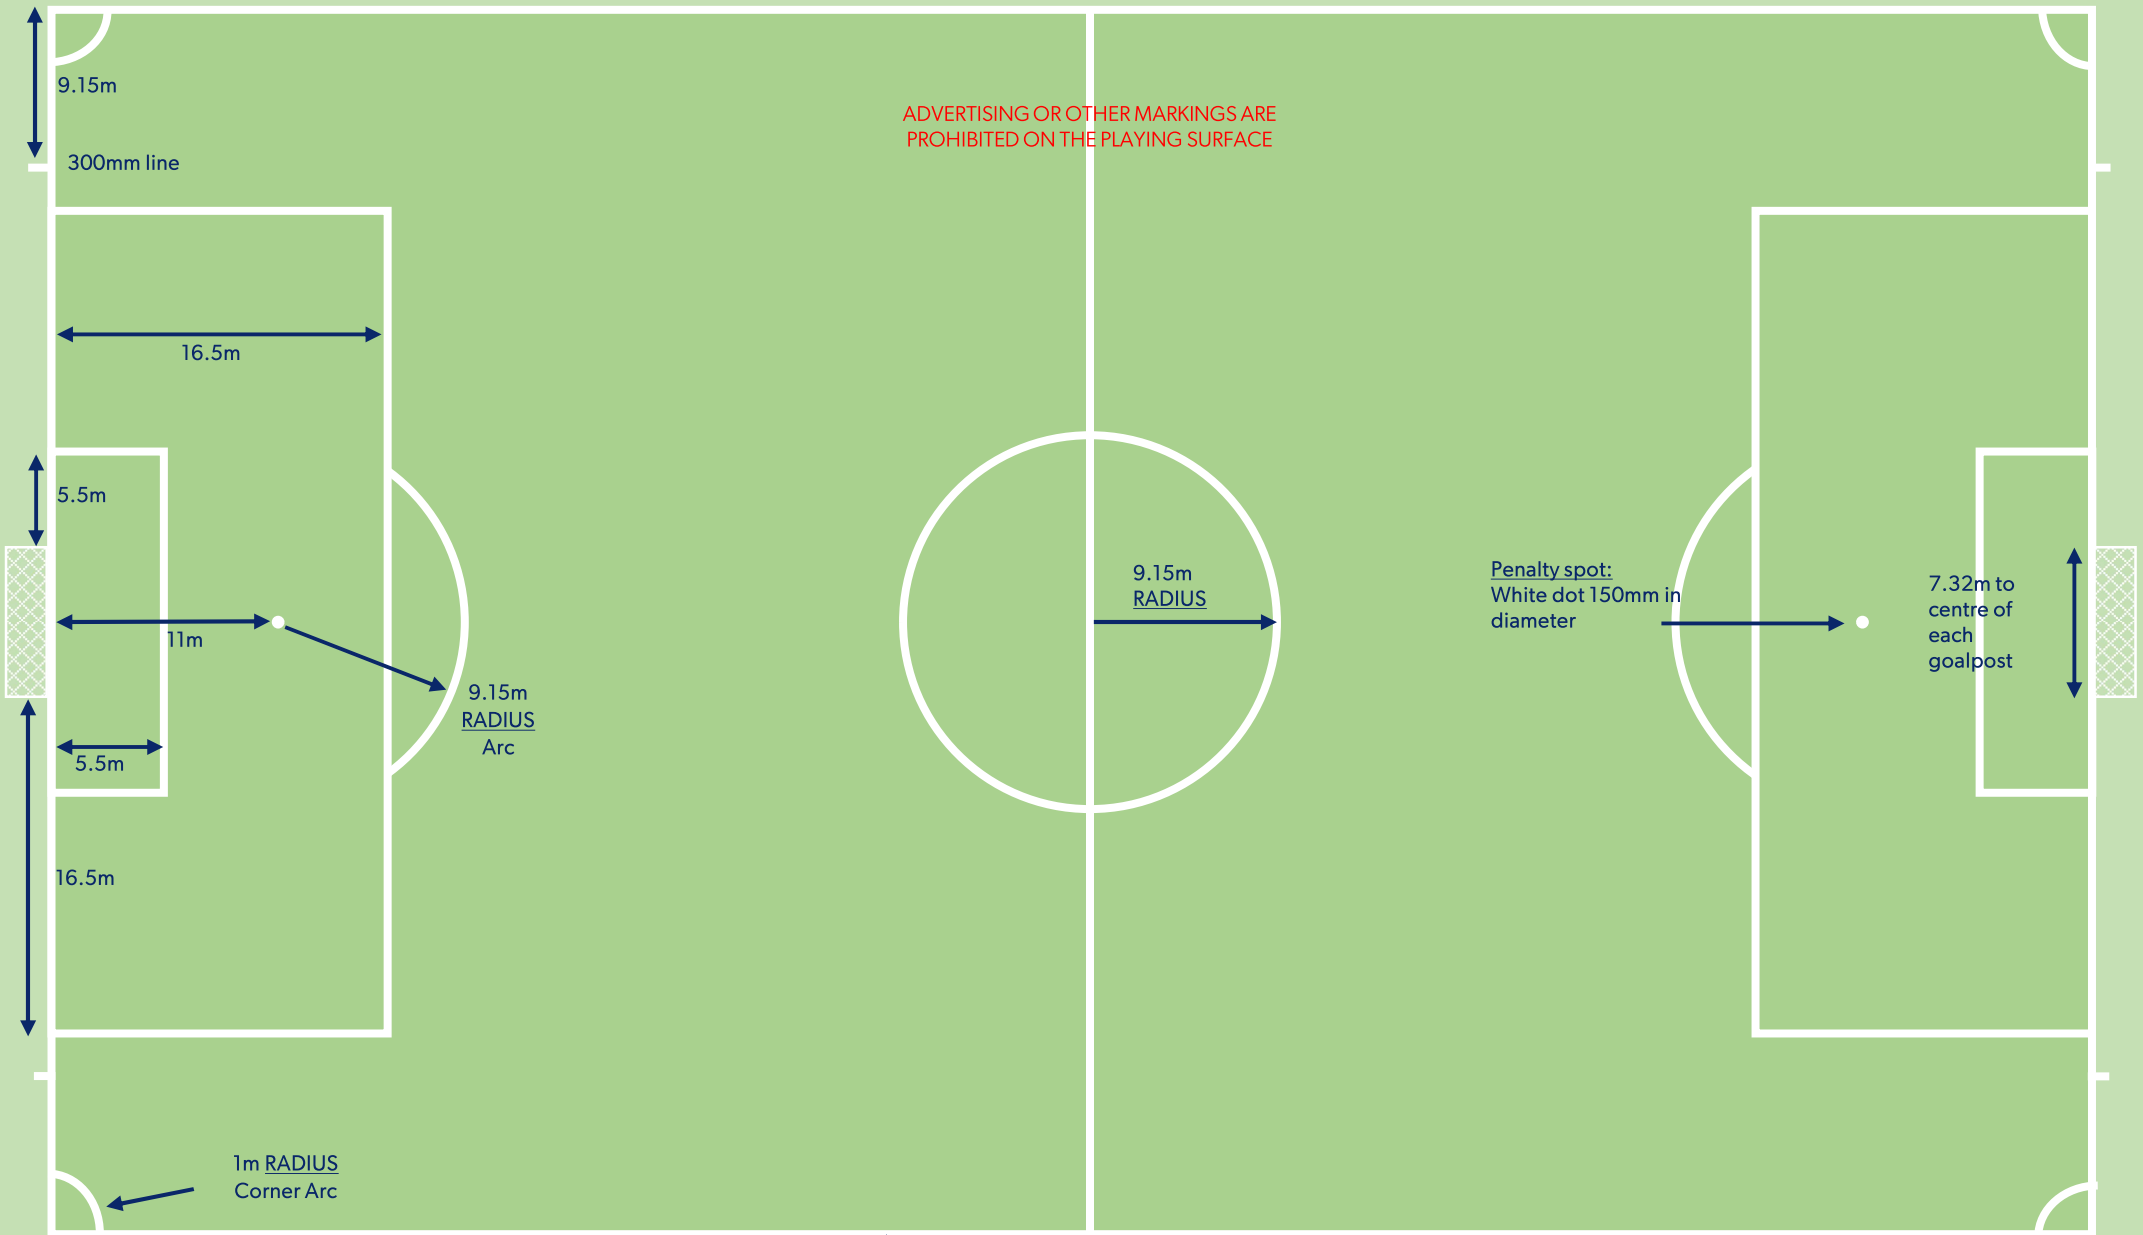 9.15m
ADVERTISING OR OTHER MARKINGS ARE
PROHIBITED ON THE PLAYING SURFACE
300mm line
16.5m
5.5m
11m
9.15m
RADIUS
Arc
5.5m
16.5m
1m RADIUS
Corner Arc
9.15m
RADIUS
Penalty spot:
White dot 150mm in
diameter
7.32m to
centre of
each
goalpost